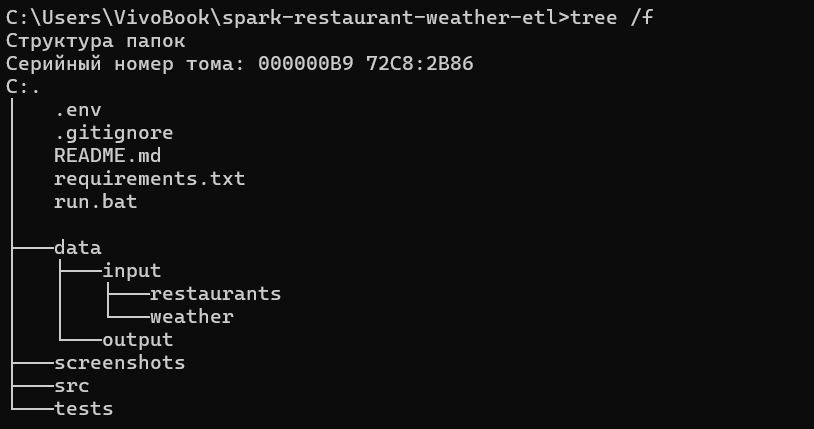 C:\Users\VivoBook\spark-restaurant-weather-etl>tree /f
Структура папок
Серийный номер тома: 000000B9 72C8:2B86
C:.
│   .env
│   .gitignore
│   README.md
│   requirements.txt
│   run.bat
│
├───data
│   ├───input
│   │   ├───restaurants
│   │   └───weather
│   └───output
├───screenshots
├───src
└───tests